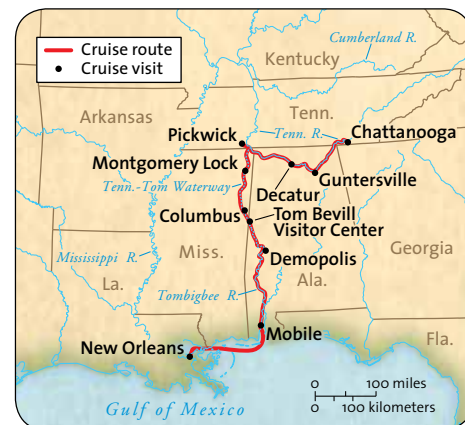 Cruise route
Cruise visit
Cumberland R.
Kentucky
Arkansas
Tenn.
Pickwick
Tenn. R.
Chattanooga
Montgomery Lock
Tenn.-Tom Waterway
Decatur
Guntersville
Columbus
Tom Bevill
Visitor Center
Mississippi R.
Miss.
Demopolis
Georgia
La.
Tombigbee R.
Ala.
Mobile
New Orleans
Fla.
Gulf of Mexico
0 100 miles
0 100 kilometers